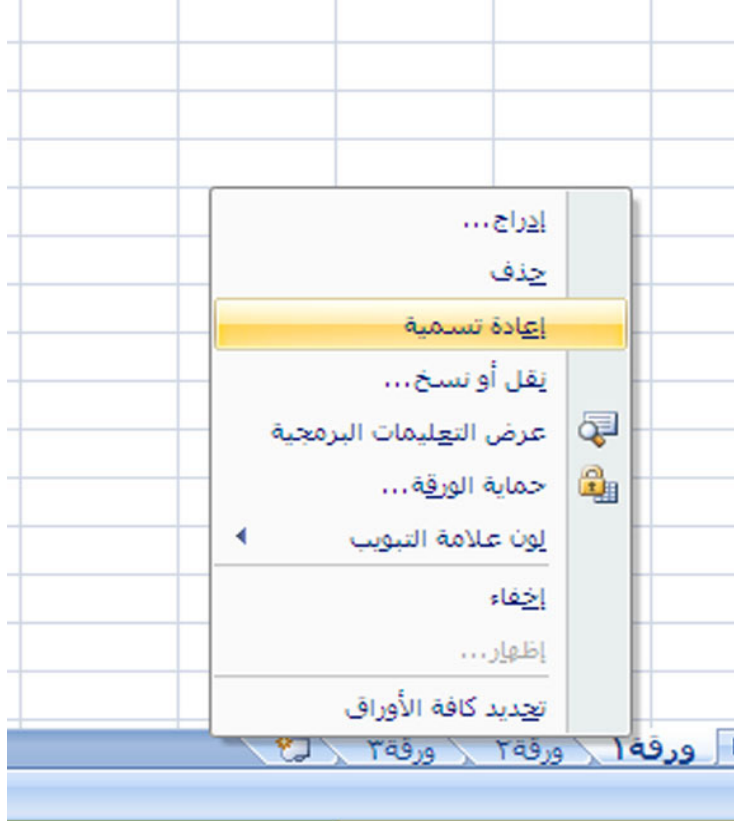 إدراج...
حذف
إعادة تسمية
نقل أو نسخ...
عرض التعليمات البرمجية
حماية الورقة...
لون علامة التبويب
إخفاء
إظهار...
تحديد كافة الأوراق
ورقة١ ورقة٢ ورقة٣